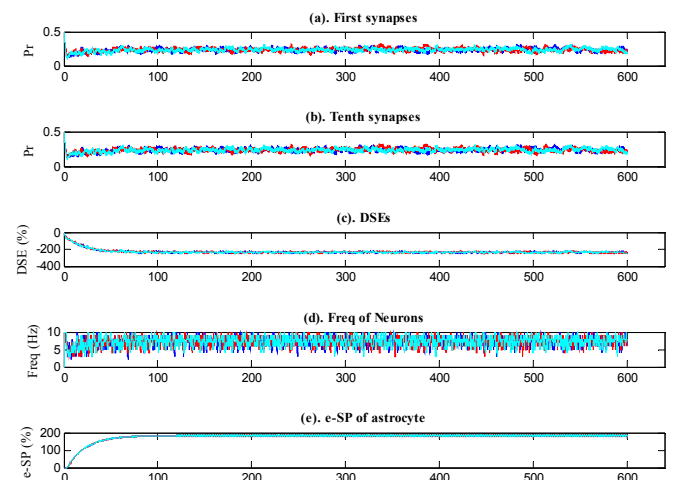 (a). First synapses
0.5
Pr
0
0 100 200 300 400 500 600
(b). Tenth synapses
0.5
Pr
0
0 100 200 300 400 500 600
(c). DSEs
0
DSE (%)
-200
-400
0 100 200 300 400 500 600
(d). Freq of Neurons
10
Freq (Hz)
5
0
0 100 200 300 400 500 600
(e). e-SP of astrocyte
200
e-SP (%)
100
0
0 100 200 300 400 500 600